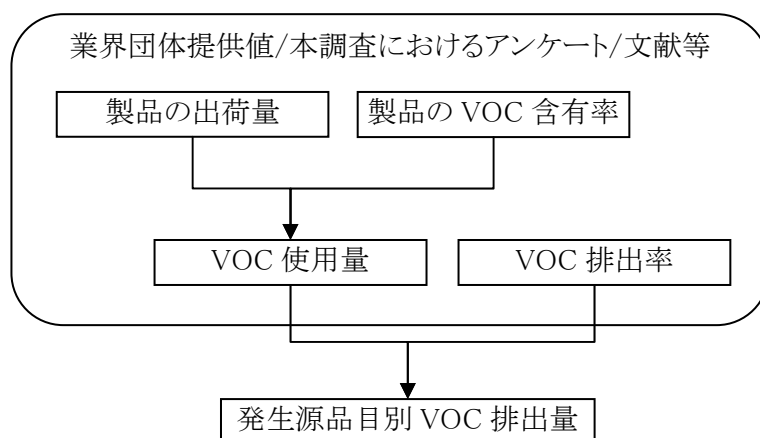 業界団体提供値/本調査におけるアンケート/文献等
製品の出荷量
製品の VOC 含有率
VOC 使用量
VOC 排出率
発生源品目別 VOC 排出量